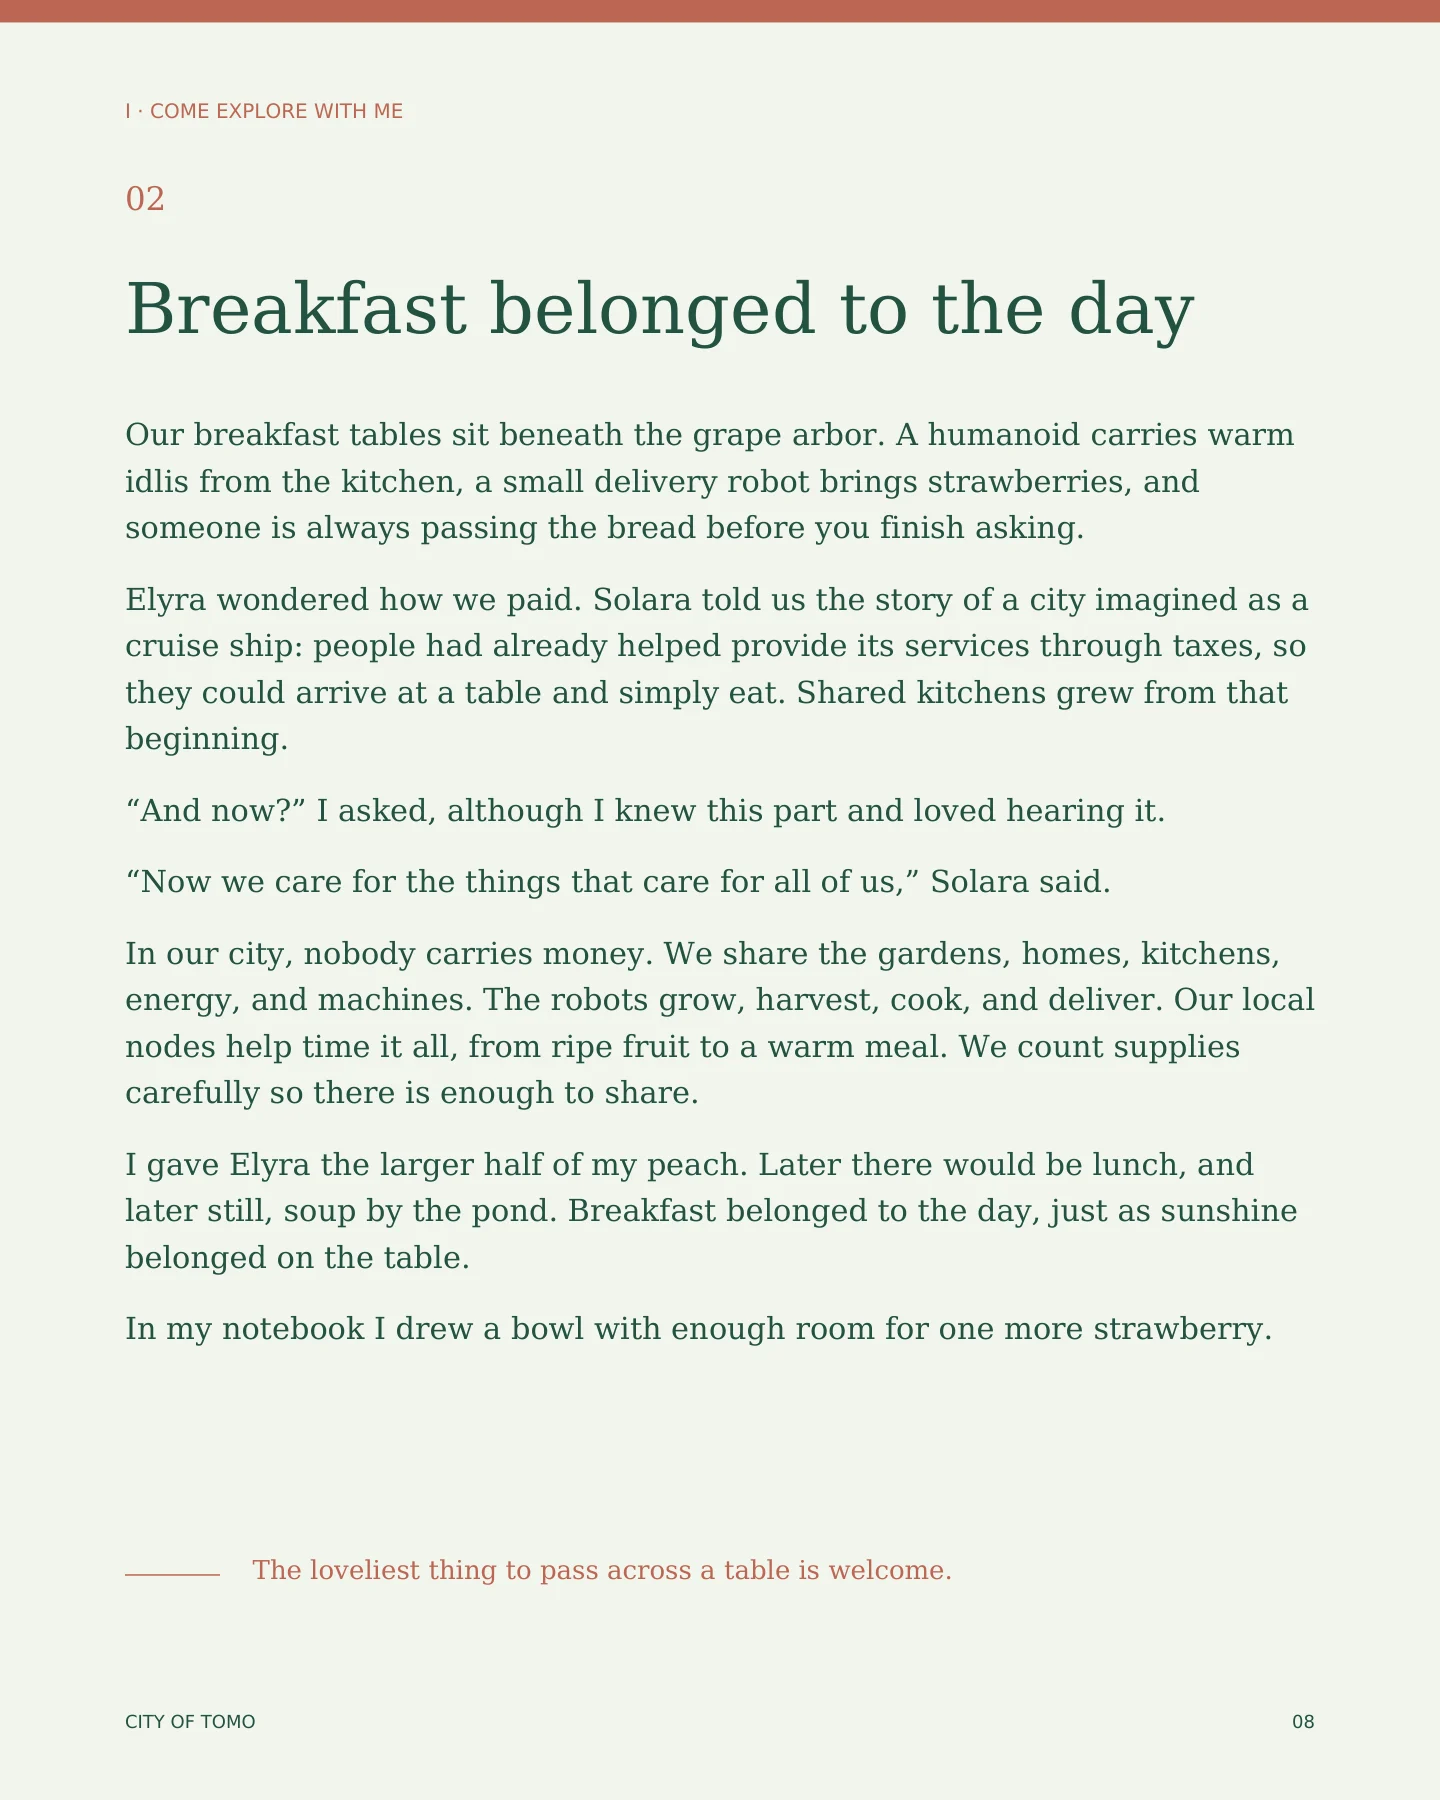 I · COME EXPLORE WITH ME
02
Breakfast belonged to the day
Our breakfast tables sit beneath the grape arbor. A humanoid carries warm
idlis from the kitchen, a small delivery robot brings strawberries, and
someone is always passing the bread before you finish asking.
Elyra wondered how we paid. Solara told us the story of a city imagined as a
cruise ship: people had already helped provide its services through taxes, so
they could arrive at a table and simply eat. Shared kitchens grew from that
beginning.
“And now?” I asked, although I knew this part and loved hearing it.
“Now we care for the things that care for all of us,” Solara said.
In our city, nobody carries money. We share the gardens, homes, kitchens,
energy, and machines. The robots grow, harvest, cook, and deliver. Our local
nodes help time it all, from ripe fruit to a warm meal. We count supplies
carefully so there is enough to share.
I gave Elyra the larger half of my peach. Later there would be lunch, and
later still, soup by the pond. Breakfast belonged to the day, just as sunshine
belonged on the table.
In my notebook I drew a bowl with enough room for one more strawberry.
The loveliest thing to pass across a table is welcome.
CITY OF TOMO
08